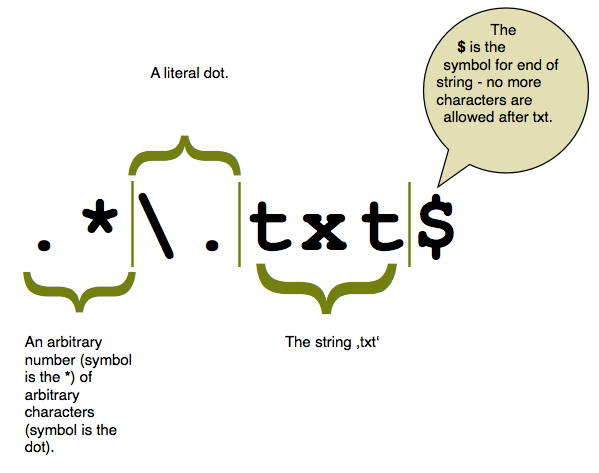 The
$ is the
symbol for end of
string - no more
characters are
allowed after txt.
A literal dot.
.*\.txt$
An arbitrary
number (symbol
is the *) of
arbitrary
characters
(symbol is the
dot).
The string ‚txt‘